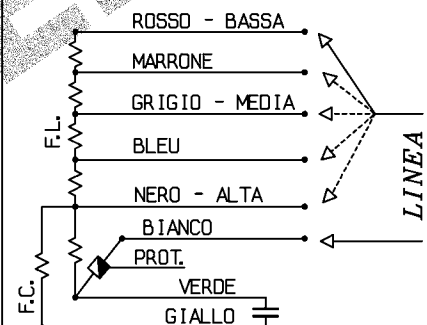 ROSSO - BASSA
MARRONE
GRIGIO - MEDIA
F.L.
BLEU
LINEA
NERO - ALTA
BIANCO
PROT.
F.C.
VERDE
GIALLO